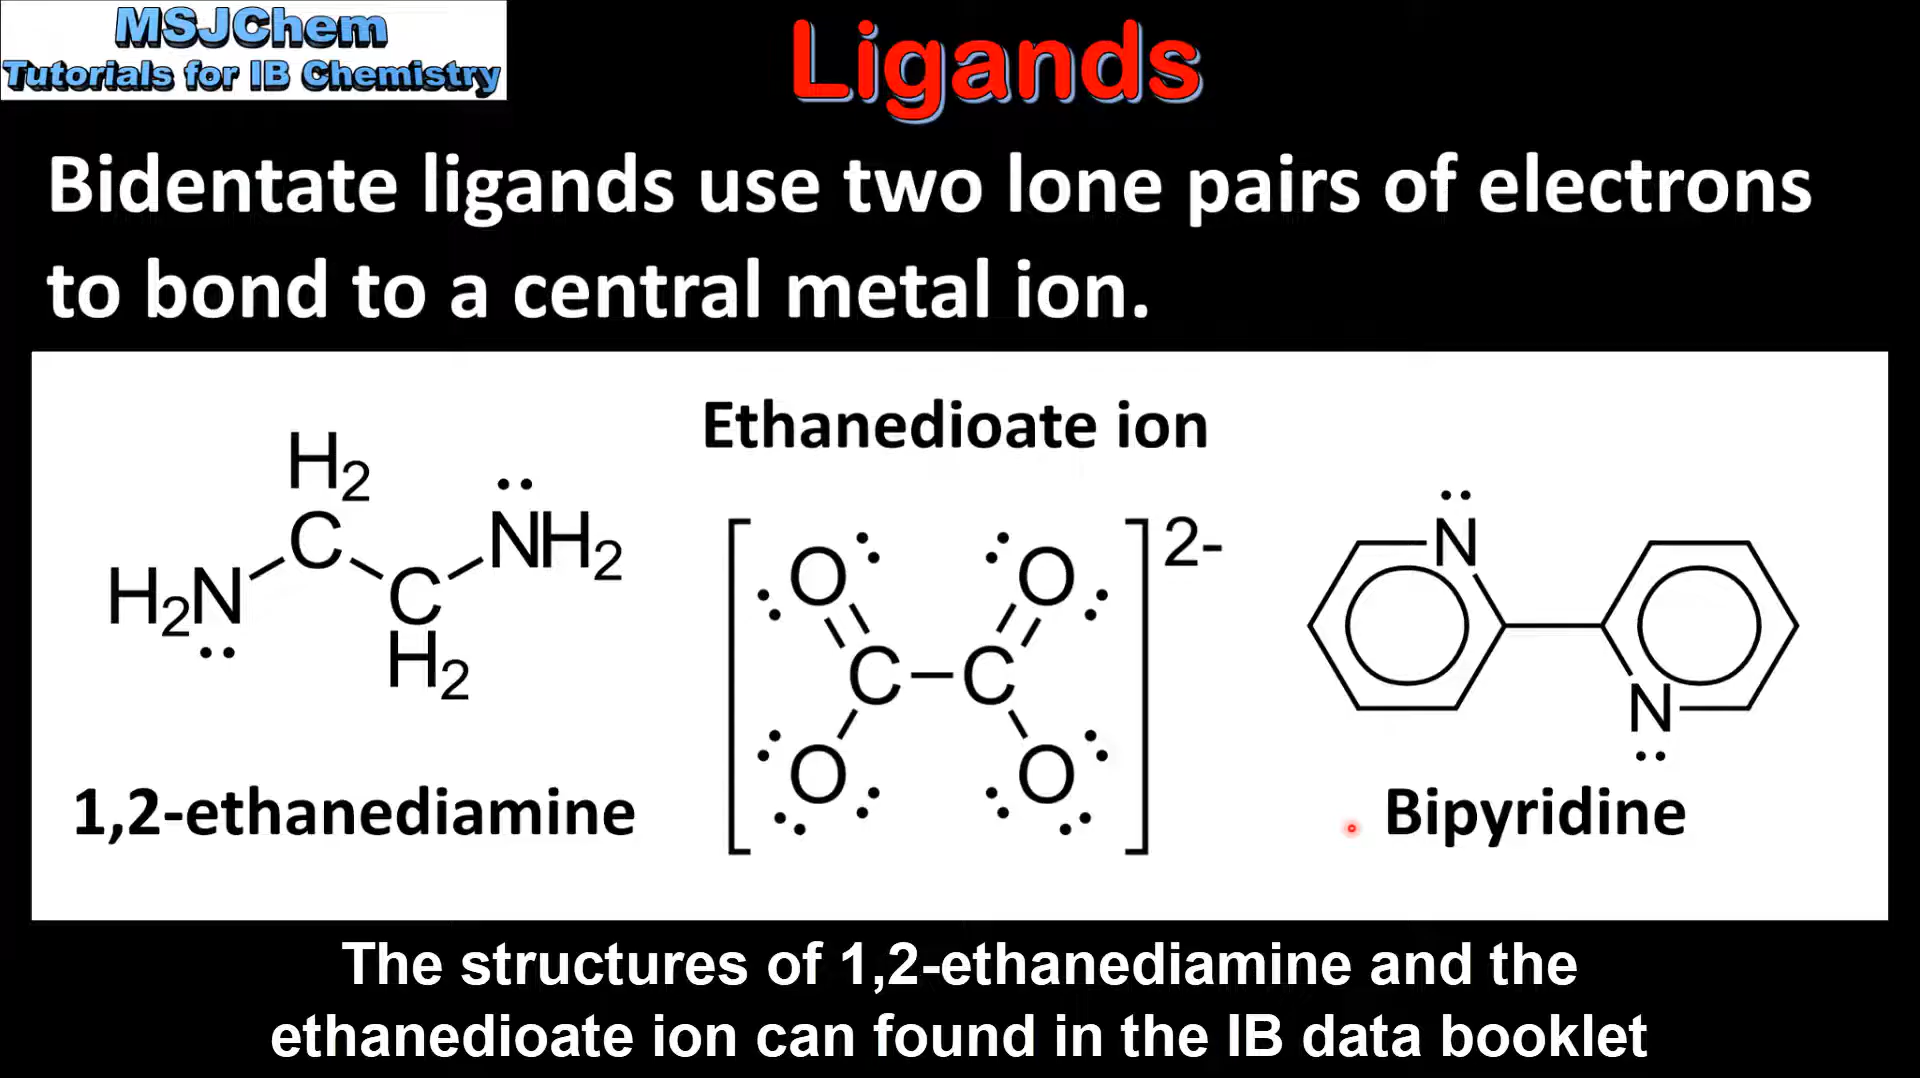 MSJChem
Tutorials for IB Chemistry
Ligands
Bidentate ligands use two lone pairs of electrons
to bond to a central metal ion.
H2
C
H2N
NH2
C
H2
1,2-ethanediamine
Ethanedioate ion
2-
O O
C C
O O
N
N
Bipyridine
The structures of 1,2-ethanediamine and the
ethanedioate ion can found in the IB data booklet